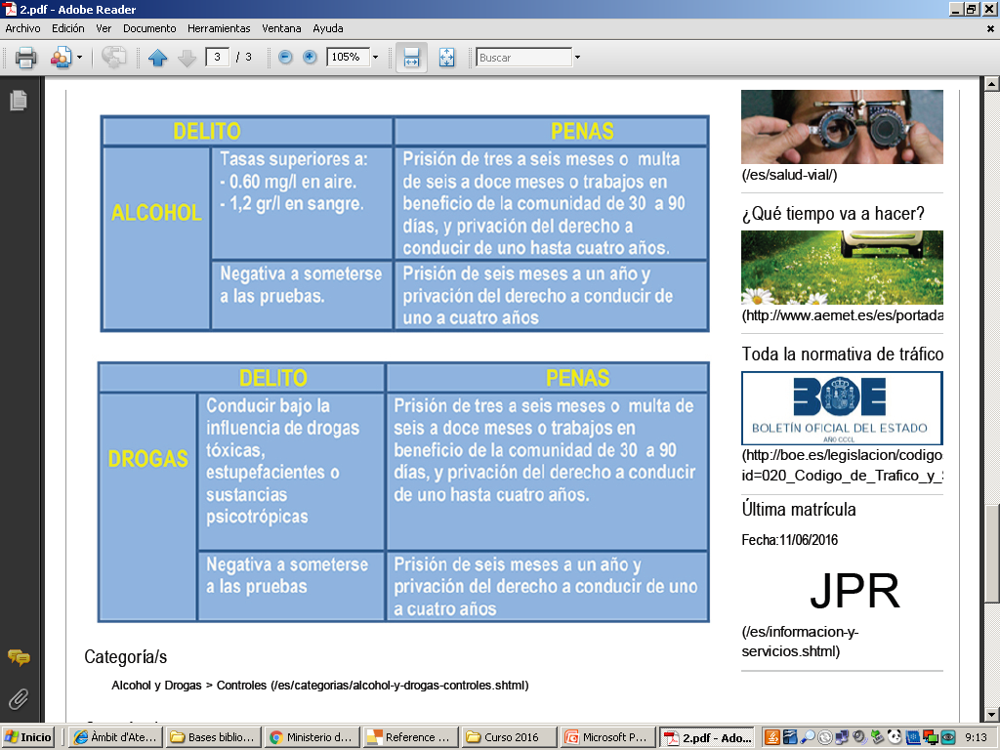 2.pdf - Adobe Reader
Archivo Edición Ver Documento Herramientas Ventana Ayuda
3 / 3 105% Buscar
DELITO PENAS
ALCOHOL
Tasas superiores a:
- 0.60 mg/l en aire.
- 1,2 gr/l en sangre.
Prisión de tres a seis meses o multa
de seis a doce meses o trabajos en
beneficio de la comunidad de 30 a 90
días, y privación del derecho a
conducir de uno hasta cuatro años.
Negativa a someterse
a las pruebas.
Prisión de seis meses a un año y
privación del derecho a conducir de
uno a cuatro años
DELITO PENAS
DROGAS
Conducir bajo la
influencia de drogas
tóxicas,
estupefacientes o
sustancias
psicotrópicas
Prisión de tres a seis meses o multa de
seis a doce meses o trabajos en
beneficio de la comunidad de 30 a 90
días, y privación del derecho a conducir
de uno hasta cuatro años.
Negativa a someterse
a las pruebas
Prisión de seis meses a un año y
privación del derecho a conducir de uno
a cuatro años
Categoría/s
Alcohol y Drogas > Controles (/es/categorias/alcohol-y-drogas-controles.shtml)
(/es/salud-vial/)
¿Qué tiempo va a hacer?
(http://www.aemet.es/es/portada
Toda la normativa de tráfico
BOE
BOLETÍN OFICIAL DEL ESTADO
AÑO CCCL
(http://boe.es/legislacion/codigo
id=020_Codigo_de_Trafico_y_
Última matrícula
Fecha:11/06/2016
JPR
(/es/informacion-y-
servicios.shtml)
Inicio Àmbit d'Ate... Bases biblio... Ministerio d... Reference ... Curso 2016 Microsoft P... 2.pdf - Ado... 9:13